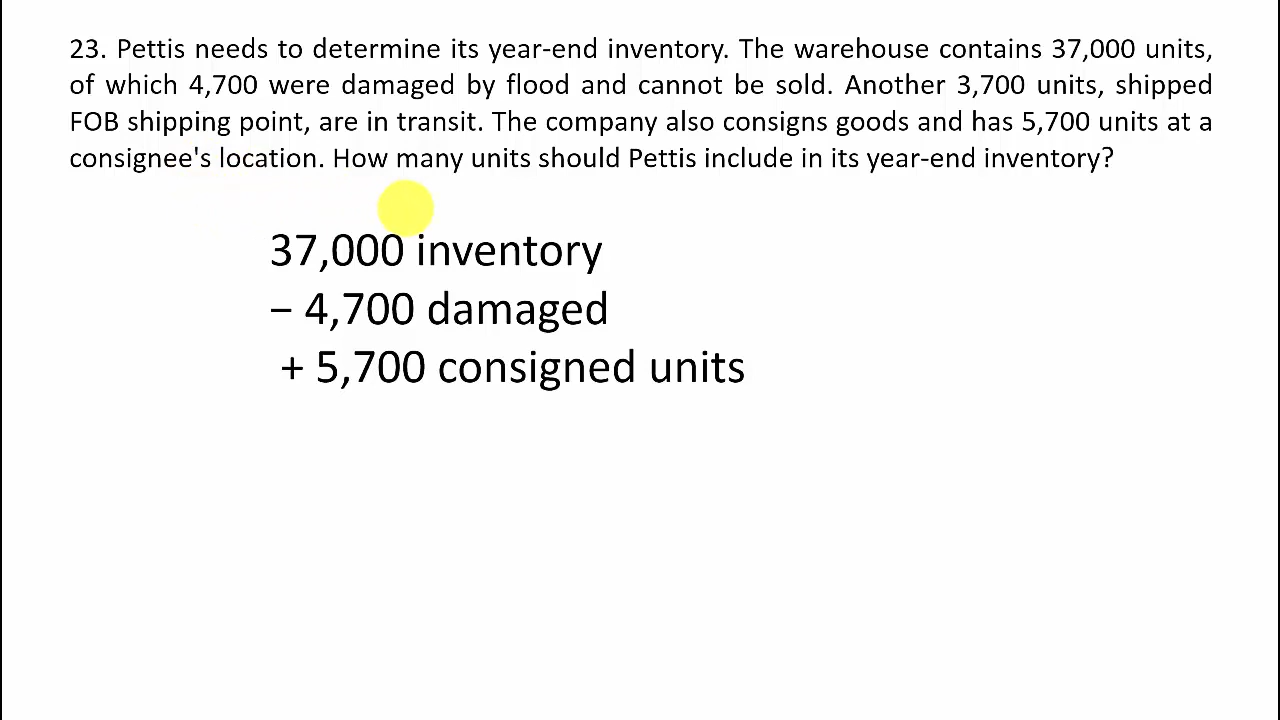 23. Pettis needs to determine its year-end inventory. The warehouse contains 37,000 units,
of which 4,700 were damaged by flood and cannot be sold. Another 3,700 units, shipped
FOB shipping point, are in transit. The company also consigns goods and has 5,700 units at a
consignee's location. How many units should Pettis include in its year-end inventory?
37,000 inventory
− 4,700 damaged
+ 5,700 consigned units